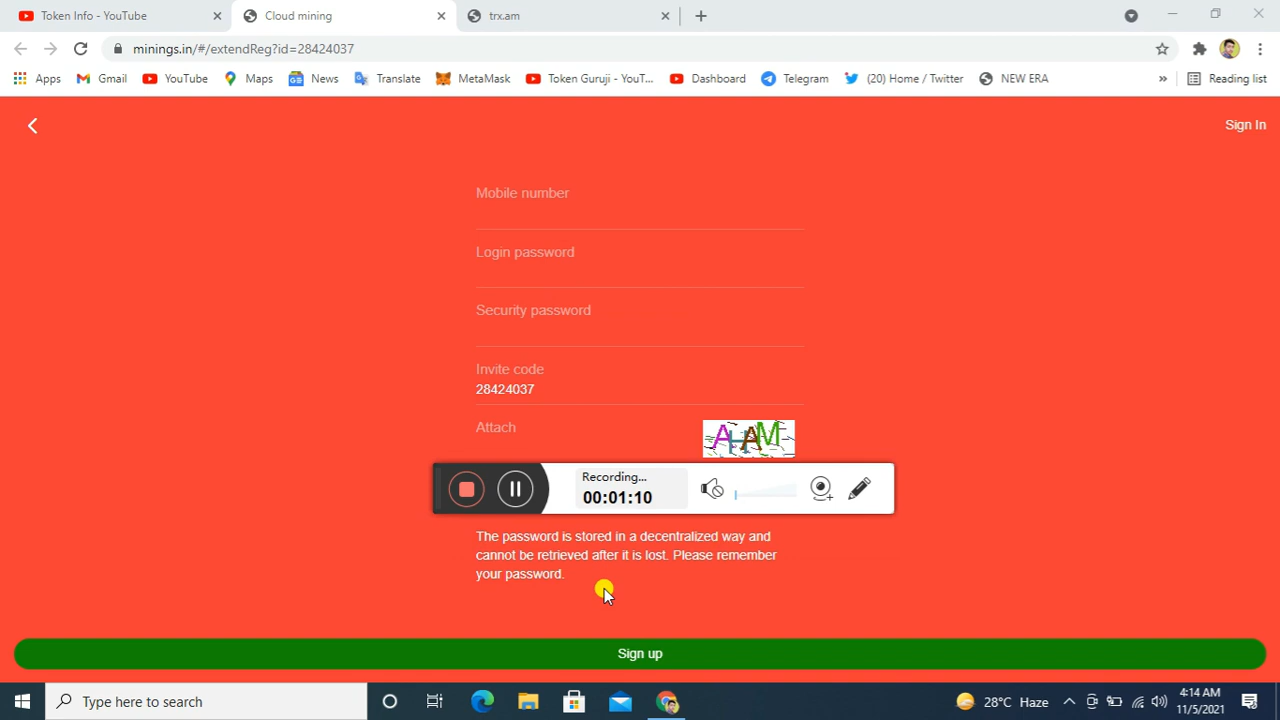 Token Info - YouTube
Cloud mining
trx.am
minings.in/#/extendReg?id=28424037
Apps
Gmail
YouTube
Maps
News
Translate
MetaMask
Token Guruji - YouT...
Dashboard
Telegram
(20) Home / Twitter
NEW ERA
»
Reading list
Sign In
Mobile number
Login password
Security password
Invite code
28424037
Attach
AHAM
Recording...
00:01:10
The password is stored in a decentralized way and
cannot be retrieved after it is lost. Please remember
your password.
Sign up
Type here to search
28°C Haze
4:14 AM
11/5/2021